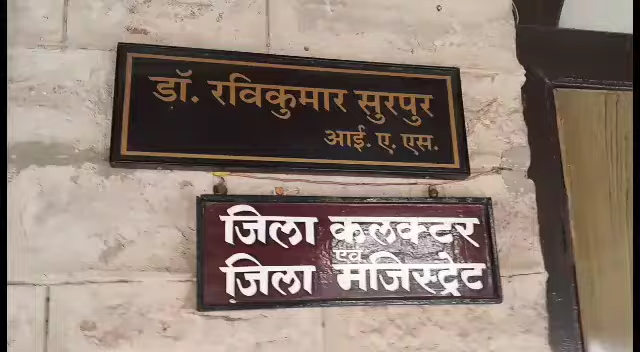 डॉ. रविकुमार सुरपुर
आई. ए. एस.
जिला कलक्टर
एवं
जिला मजिस्ट्रेट